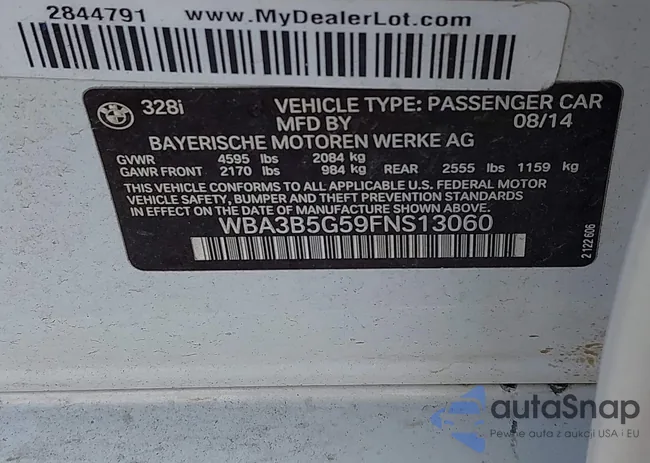 2844791 www.MyDealerLot.com
328i VEHICLE TYPE: PASSENGER CAR
MFD BY 08/14
BAYERISCHE MOTOREN WERKE AG
GVWR 4595 lbs 2084 kg
GAWR FRONT 2170 lbs 984 kg REAR 2555 lbs 1159 kg
THIS VEHICLE CONFORMS TO ALL APPLICABLE U.S. FEDERAL MOTOR
VEHICLE SAFETY, BUMPER AND THEFT PREVENTION STANDARDS
IN EFFECT ON THE DATE OF MANUFACTURE SHOWN ABOVE.
WBA3B5G59FNS13060
2 122 606
autoSnap
Pewne auta z aukcji USA i EU